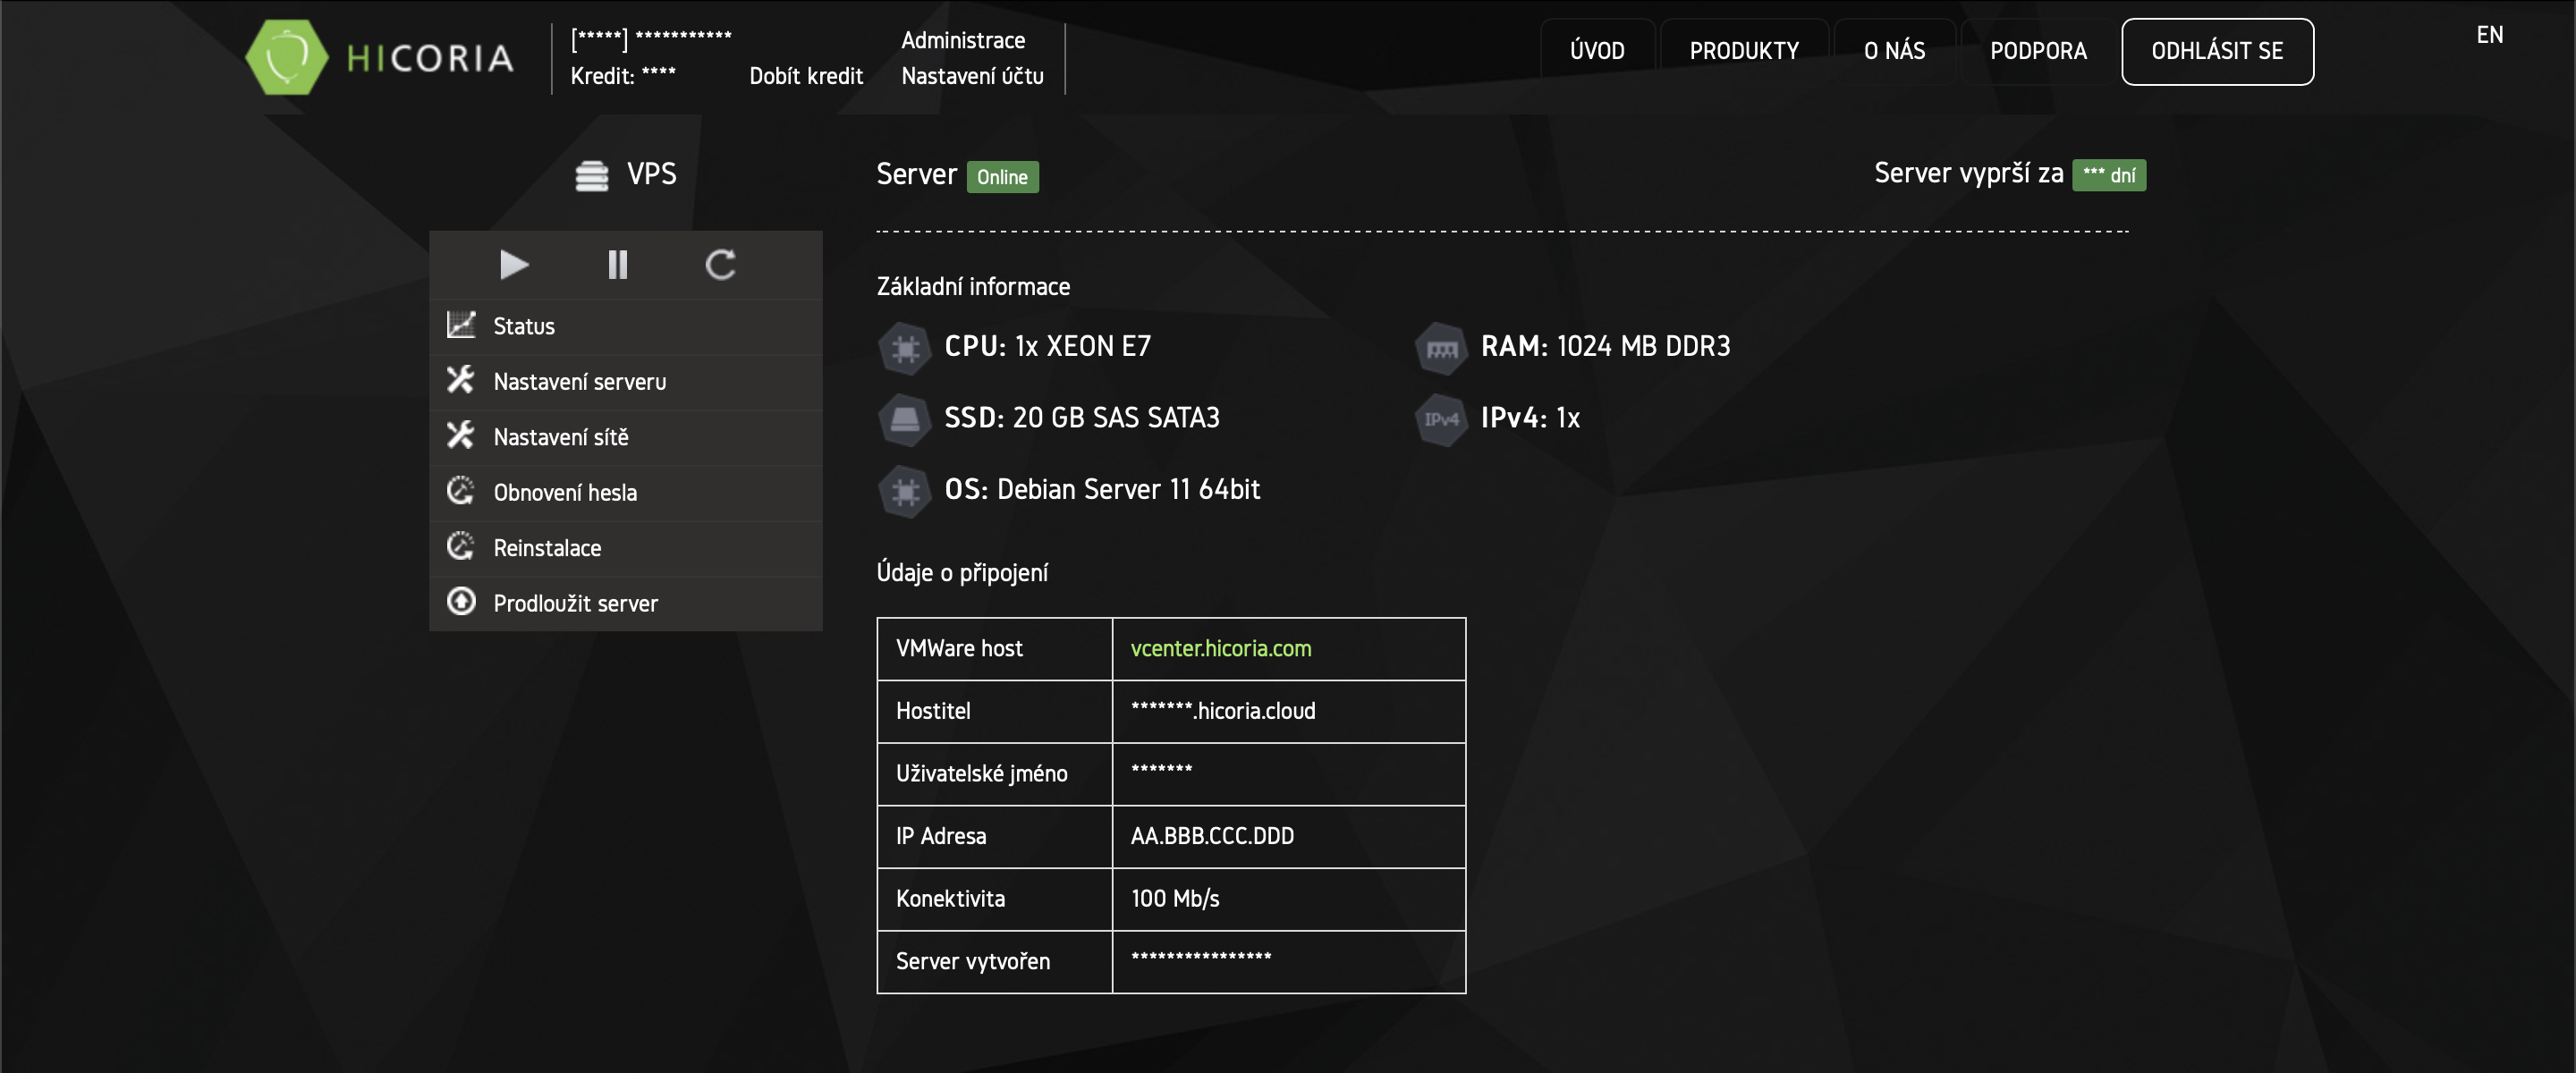 HICORIA
[*****] ***********
Kredit: ****
Dobít kredit
Administrace
Nastavení účtu
ÚVOD
PRODUKTY
O NÁS
PODPORA
ODHLÁSIT SE
EN
VPS
Status
Nastavení serveru
Nastavení sítě
Obnovení hesla
Reinstalace
Prodloužit server
Server Online
Server vyprší za *** dní
Základní informace
CPU: 1x XEON E7
RAM: 1024 MB DDR3
SSD: 20 GB SAS SATA3
IPv4 IPv4: 1x
OS: Debian Server 11 64bit
Údaje o připojení
VMWare host vcenter.hicoria.com
Hostitel *******.hicoria.cloud
Uživatelské jméno *******
IP Adresa AA.BBB.CCC.DDD
Konektivita 100 Mb/s
Server vytvořen ****************